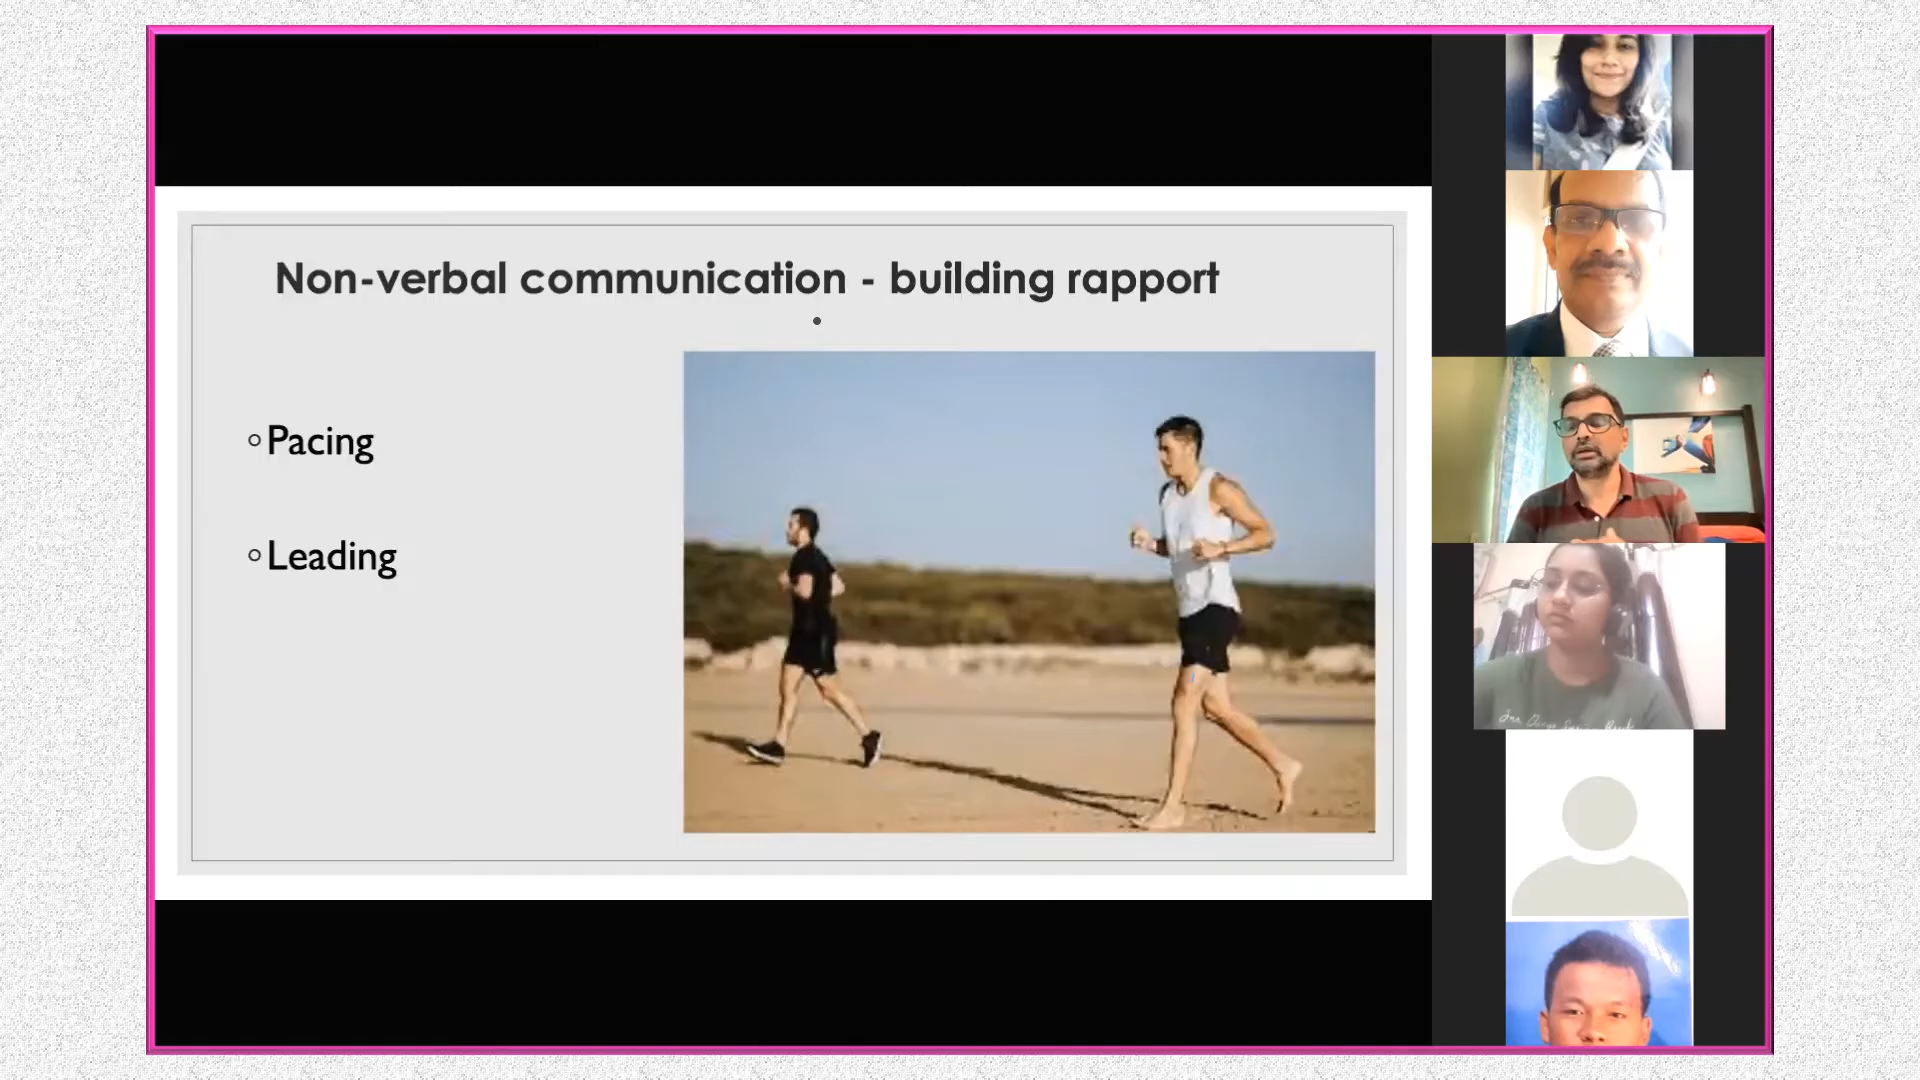 Non-verbal communication - building rapport
Pacing
Leading